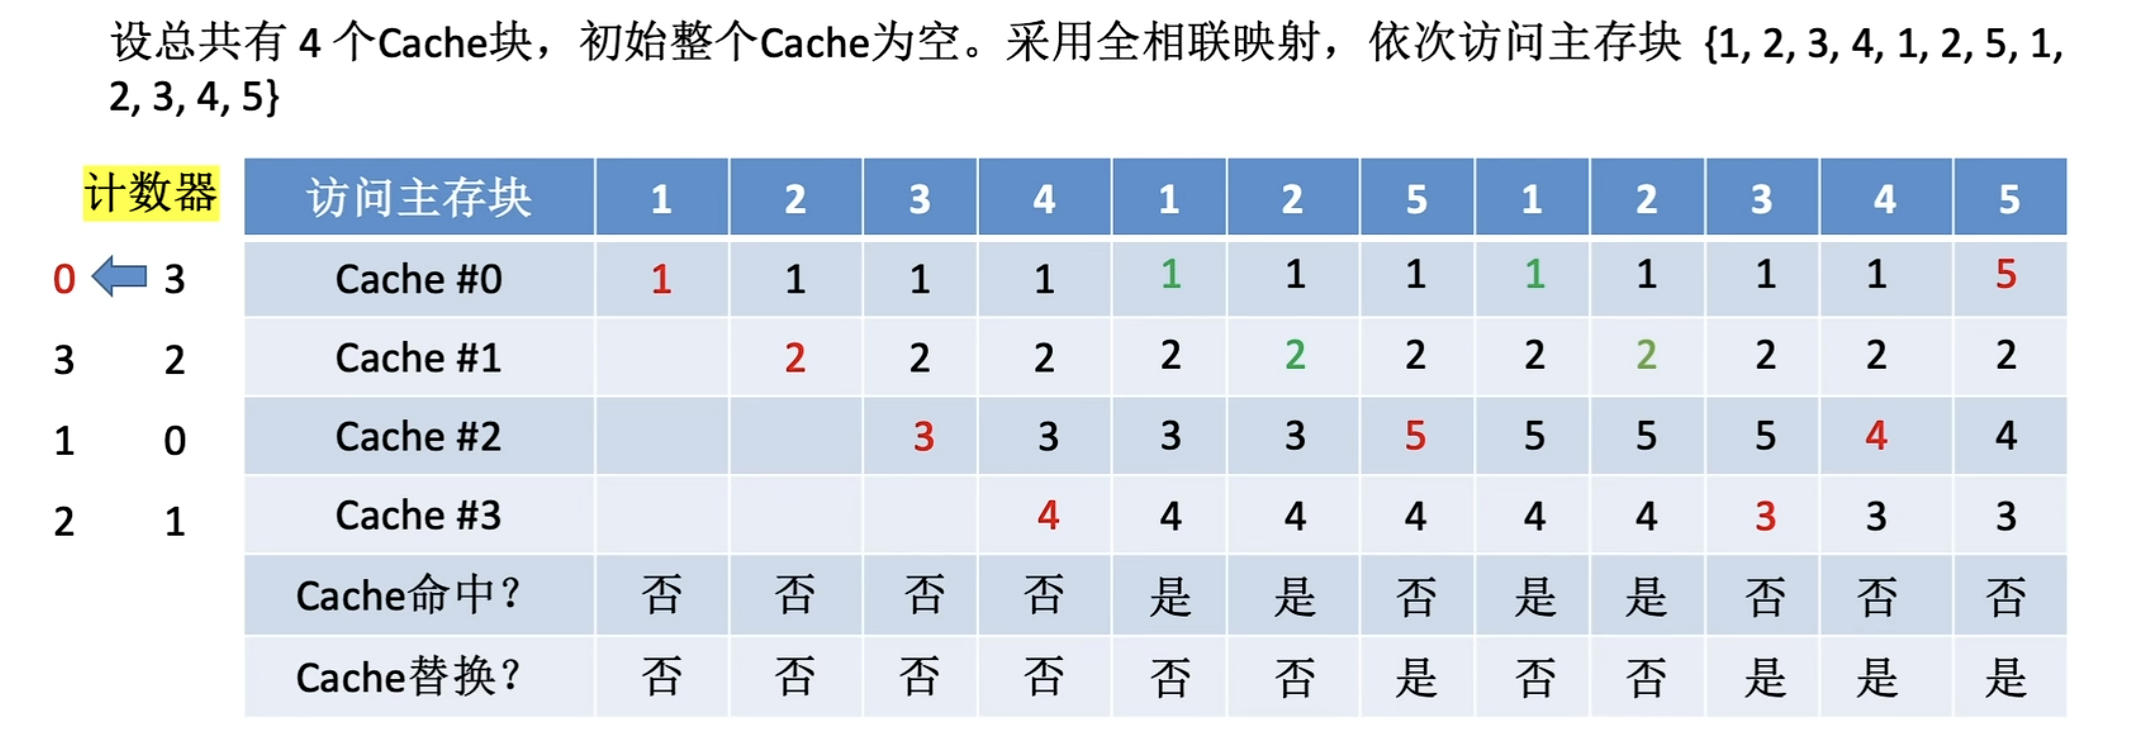 设总共有 4 个Cache块，初始整个Cache为空。采用全相联映射，依次访问主存块 {1, 2, 3, 4, 1, 2, 5, 1,
2, 3, 4, 5}
计数器 访问主存块 1 2 3 4 1 2 5 1 2 3 4 5
0 3 Cache #0 1 1 1 1 1 1 1 1 1 1 1 5
3 2 Cache #1 2 2 2 2 2 2 2 2 2 2 2
1 0 Cache #2 3 3 3 3 5 5 5 5 4 4
2 1 Cache #3 4 4 4 4 4 4 3 3 3
Cache命中？ 否 否 否 否 是 是 否 是 是 否 否 否
Cache替换？ 否 否 否 否 否 否 是 否 否 是 是 是